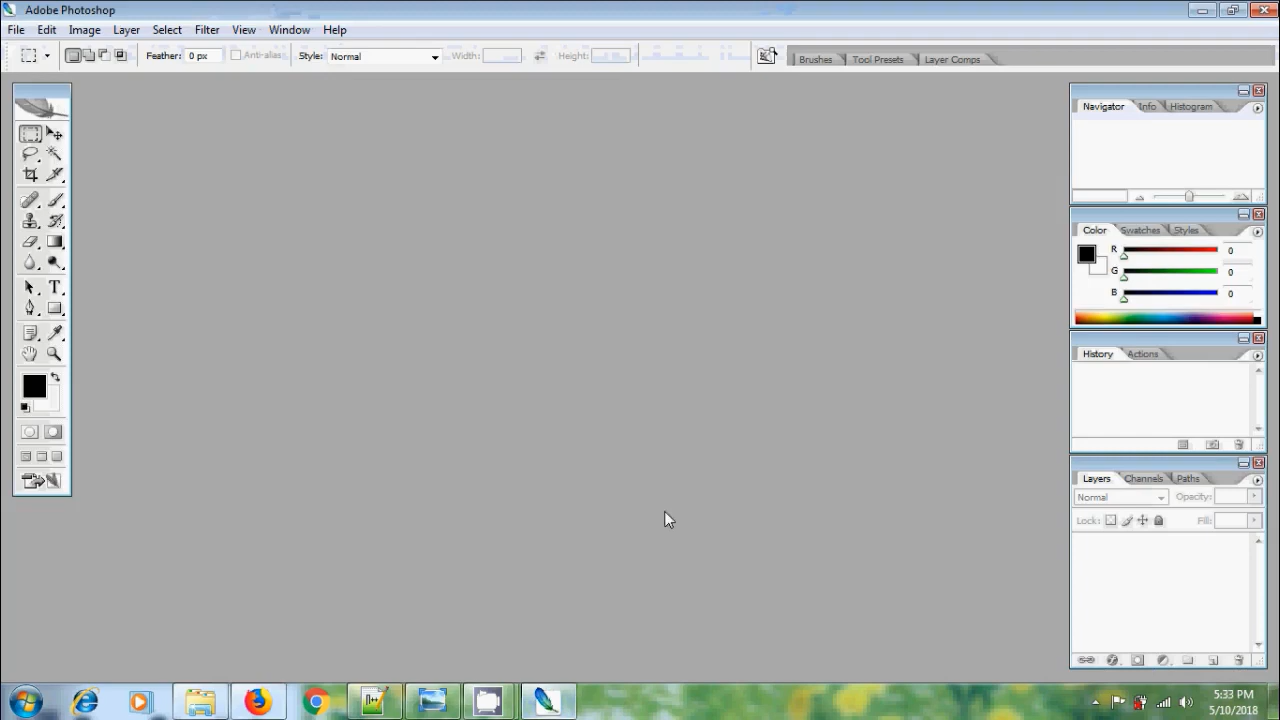 Adobe Photoshop
File Edit Image Layer Select Filter View Window Help
Feather: 0 px Anti-alias Style: Normal Width: Height: Brushes Tool Presets Layer Comps
Navigator Info Histogram
Color Swatches Styles
R 0
G 0
B 0
History Actions
Layers Channels Paths
Normal Opacity:
Lock: Fill:
T
5:33 PM
5/10/2018